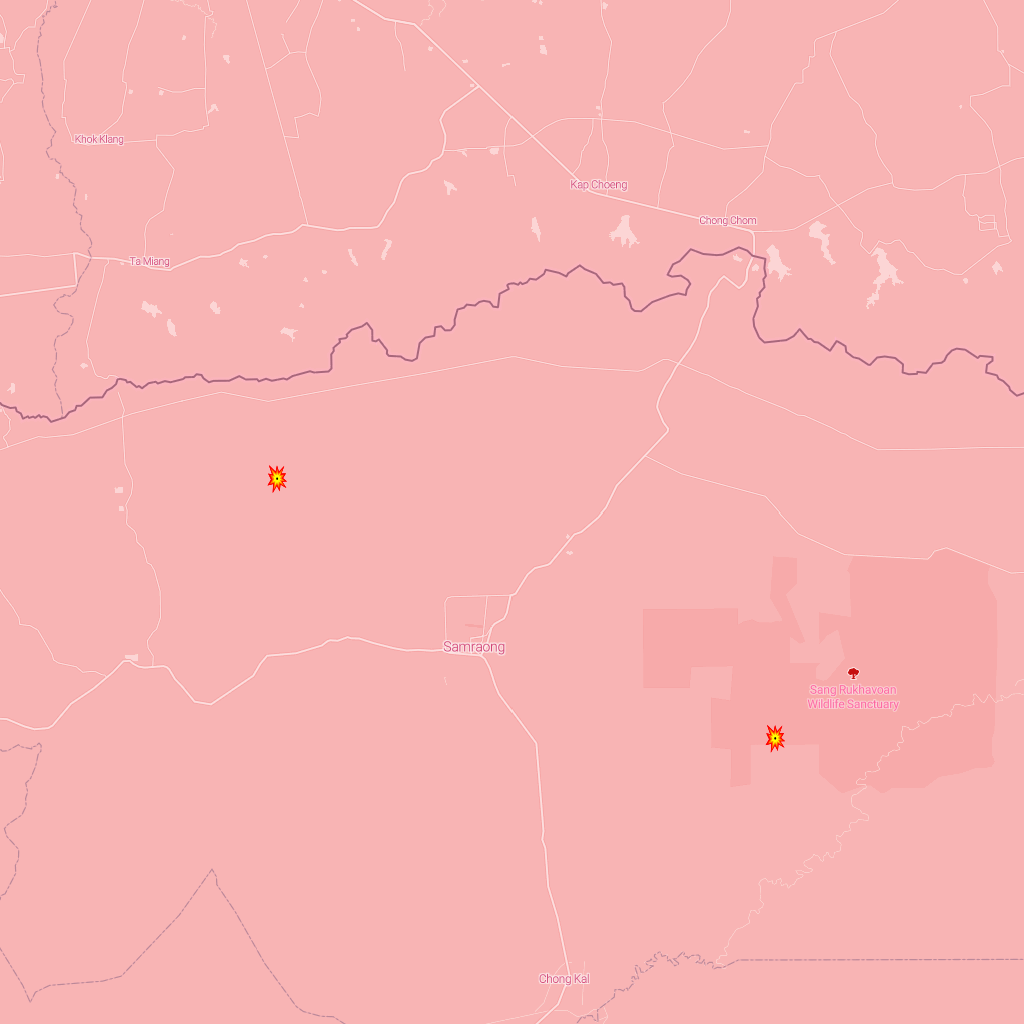 Khok Klang
Kap Choeng
Chong Chom
Ta Miang
Samraong
Sang Rukhavoan
Wildlife Sanctuary
Chong Kal